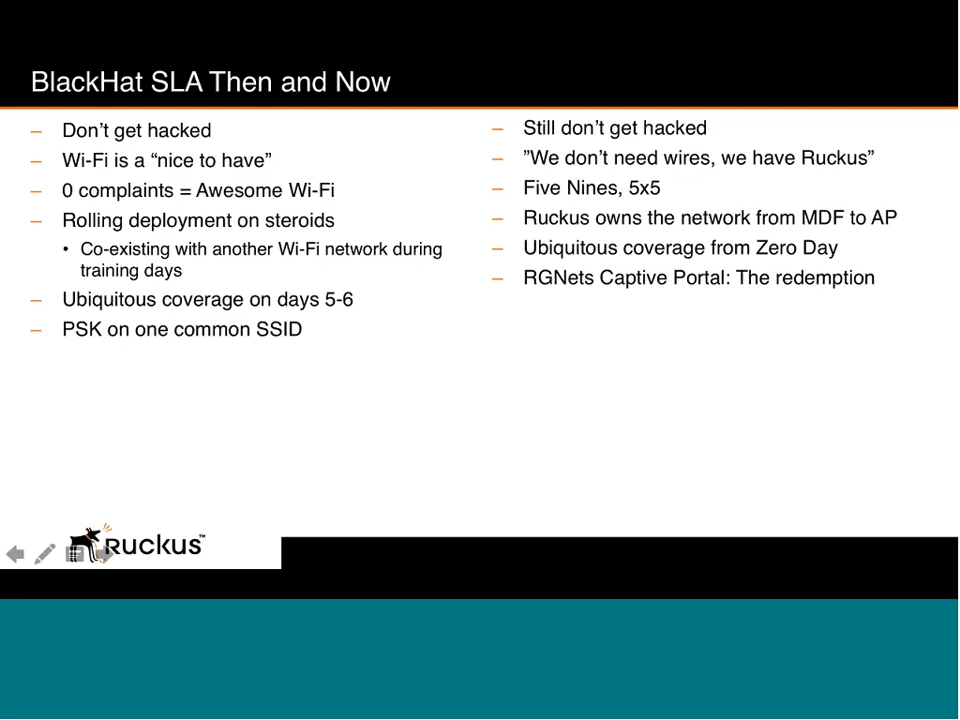 BlackHat SLA Then and Now
– Don’t get hacked
– Wi-Fi is a “nice to have”
– 0 complaints = Awesome Wi-Fi
– Rolling deployment on steroids
• Co-existing with another Wi-Fi network during
training days
– Ubiquitous coverage on days 5-6
– PSK on one common SSID
– Still don’t get hacked
– ”We don’t need wires, we have Ruckus”
– Five Nines, 5x5
– Ruckus owns the network from MDF to AP
– Ubiquitous coverage from Zero Day
– RGNets Captive Portal: The redemption
Ruckus™